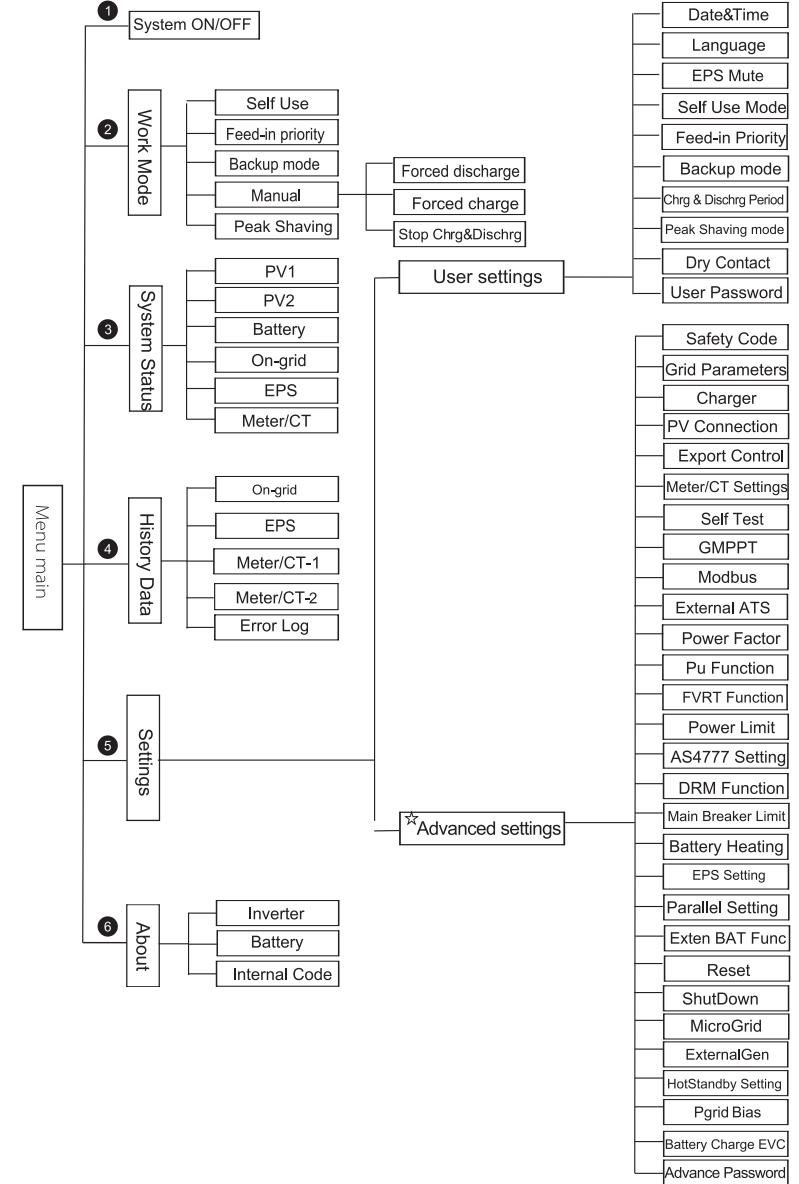 Menu main
1
System ON/OFF
2
Work Mode
Self Use
Feed-in priority
Backup mode
Manual
Peak Shaving
Forced discharge
Forced charge
Stop Chrg&Dischrg
3
System Status
PV1
PV2
Battery
On-grid
EPS
Meter/CT
4
History Data
On-grid
EPS
Meter/CT-1
Meter/CT-2
Error Log
5
Settings
User settings
Date&Time
Language
EPS Mute
Self Use Mode
Feed-in Priority
Backup mode
Chrg & Dischrg Period
Peak Shaving mode
Dry Contact
User Password
☆Advanced settings
Safety Code
Grid Parameters
Charger
PV Connection
Export Control
Meter/CT Settings
Self Test
GMPPT
Modbus
External ATS
Power Factor
Pu Function
FVRT Function
Power Limit
AS4777 Setting
DRM Function
Main Breaker Limit
Battery Heating
EPS Setting
Parallel Setting
Exten BAT Func
Reset
ShutDown
MicroGrid
ExternalGen
HotStandby Setting
Pgrid Bias
Battery Charge EVC
Advance Password
6
About
Inverter
Battery
Internal Code